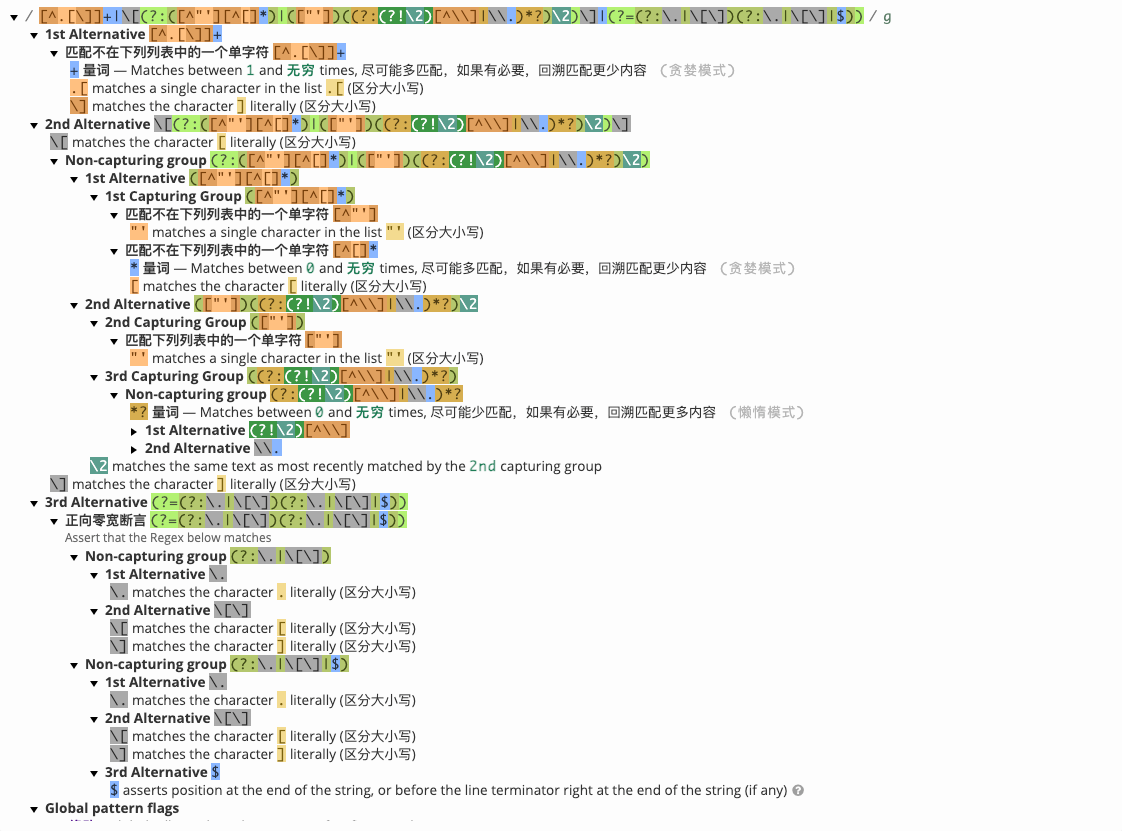 / [^.[\]]+|\[(?:([^"'][^[]*)|(["'])((?:(?!\2)[^\\]|\\.)*?)\2)\]|(?=(?:\.|\[\])(?:\.|\[\]|$)) / g
1st Alternative [^.[\]]+
匹配不在下列列表中的一个单字符 [^.[\]]+
+ 量词 — Matches between 1 and 无穷 times, 尽可能多匹配，如果有必要，回溯匹配更少内容 （贪婪模式）
.[ matches a single character in the list .[ (区分大小写)
\] matches the character ] literally (区分大小写)
2nd Alternative \[(?:([^"'][^[]*)|(["'])((?:(?!\2)[^\\]|\\.)*?)\2)\]
\[ matches the character [ literally (区分大小写)
Non-capturing group (?:([^"'][^[]*)|(["'])((?:(?!\2)[^\\]|\\.)*?)\2)
1st Alternative ([^"'][^[]*)
1st Capturing Group ([^"'][^[]*)
匹配不在下列列表中的一个单字符 [^"']
"' matches a single character in the list "' (区分大小写)
匹配不在下列列表中的一个单字符 [^[]*
* 量词 — Matches between 0 and 无穷 times, 尽可能多匹配，如果有必要，回溯匹配更少内容 （贪婪模式）
[ matches the character [ literally (区分大小写)
2nd Alternative (["'])((?:(?!\2)[^\\]|\\.)*?)\2
2nd Capturing Group (["'])
匹配下列列表中的一个单字符 ["']
"' matches a single character in the list "' (区分大小写)
3rd Capturing Group ((?:(?!\2)[^\\]|\\.)*?)
Non-capturing group (?:(?!\2)[^\\]|\\.)*?
*? 量词 — Matches between 0 and 无穷 times, 尽可能少匹配，如果有必要，回溯匹配更多内容 （懒惰模式）
1st Alternative (?!\2)[^\\]
2nd Alternative \\.
\2 matches the same text as most recently matched by the 2nd capturing group
\] matches the character ] literally (区分大小写)
3rd Alternative (?=(?:\.|\[\])(?:\.|\[\]|$))
正向零宽断言 (?=(?:\.|\[\])(?:\.|\[\]|$))
Assert that the Regex below matches
Non-capturing group (?:\.|\[\])
1st Alternative \.
\. matches the character . literally (区分大小写)
2nd Alternative \[\]
\[ matches the character [ literally (区分大小写)
\] matches the character ] literally (区分大小写)
Non-capturing group (?:\.|\[\]|$)
1st Alternative \.
\. matches the character . literally (区分大小写)
2nd Alternative \[\]
\[ matches the character [ literally (区分大小写)
\] matches the character ] literally (区分大小写)
3rd Alternative $
$ asserts position at the end of the string, or before the line terminator right at the end of the string (if any) ?
Global pattern flags